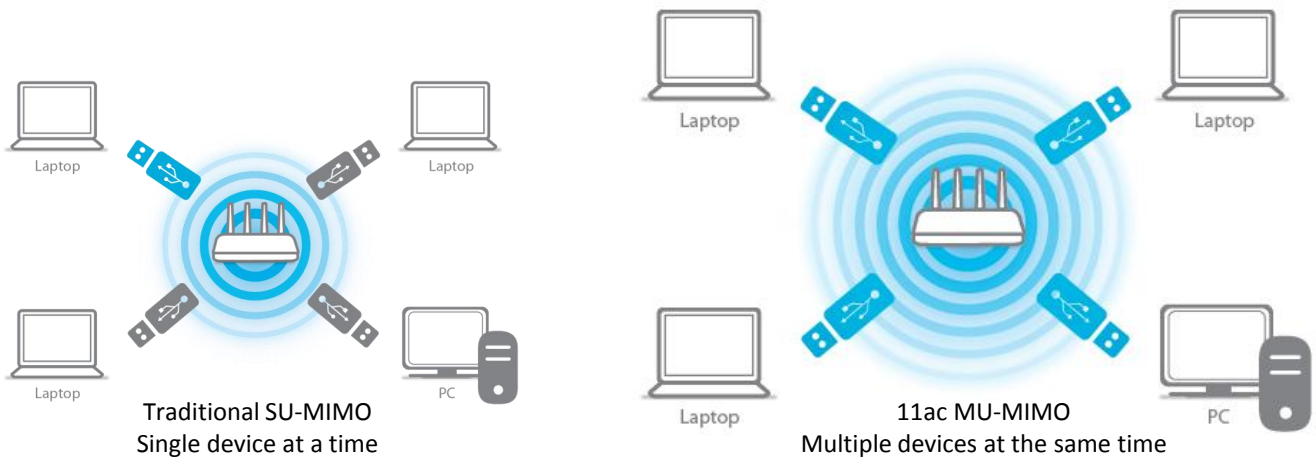 Laptop
Laptop
Laptop
PC
Traditional SU-MIMO
Single device at a time
Laptop
Laptop
Laptop
PC
11ac MU-MIMO
Multiple devices at the same time